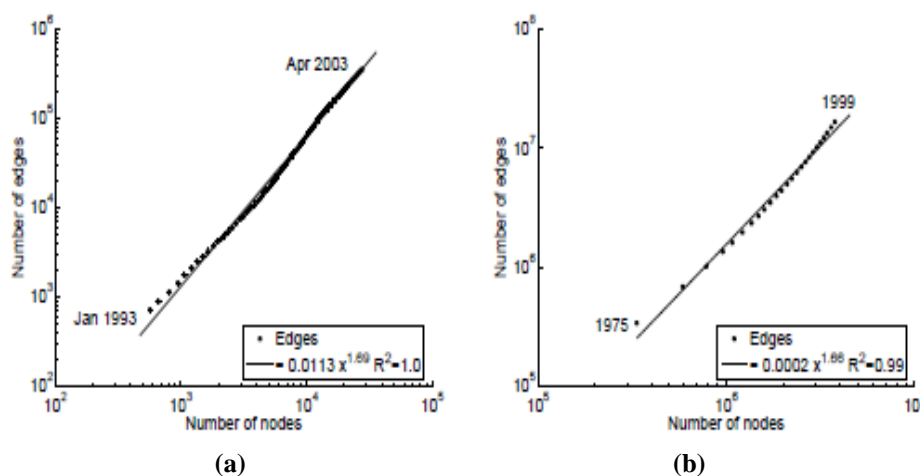 Number of edges
10^6
10^5
10^4
10^3
10^2
Apr 2003
Jan 1993
Edges
= 0.0113 x^1.69 R^2=1.0
10^2 10^3 10^4 10^5
Number of nodes
(a)
Number of edges
10^8
10^7
10^6
10^5
1999
1975
Edges
= 0.0002 x^1.66 R^2=0.99
10^5 10^6 10
Number of nodes
(b)